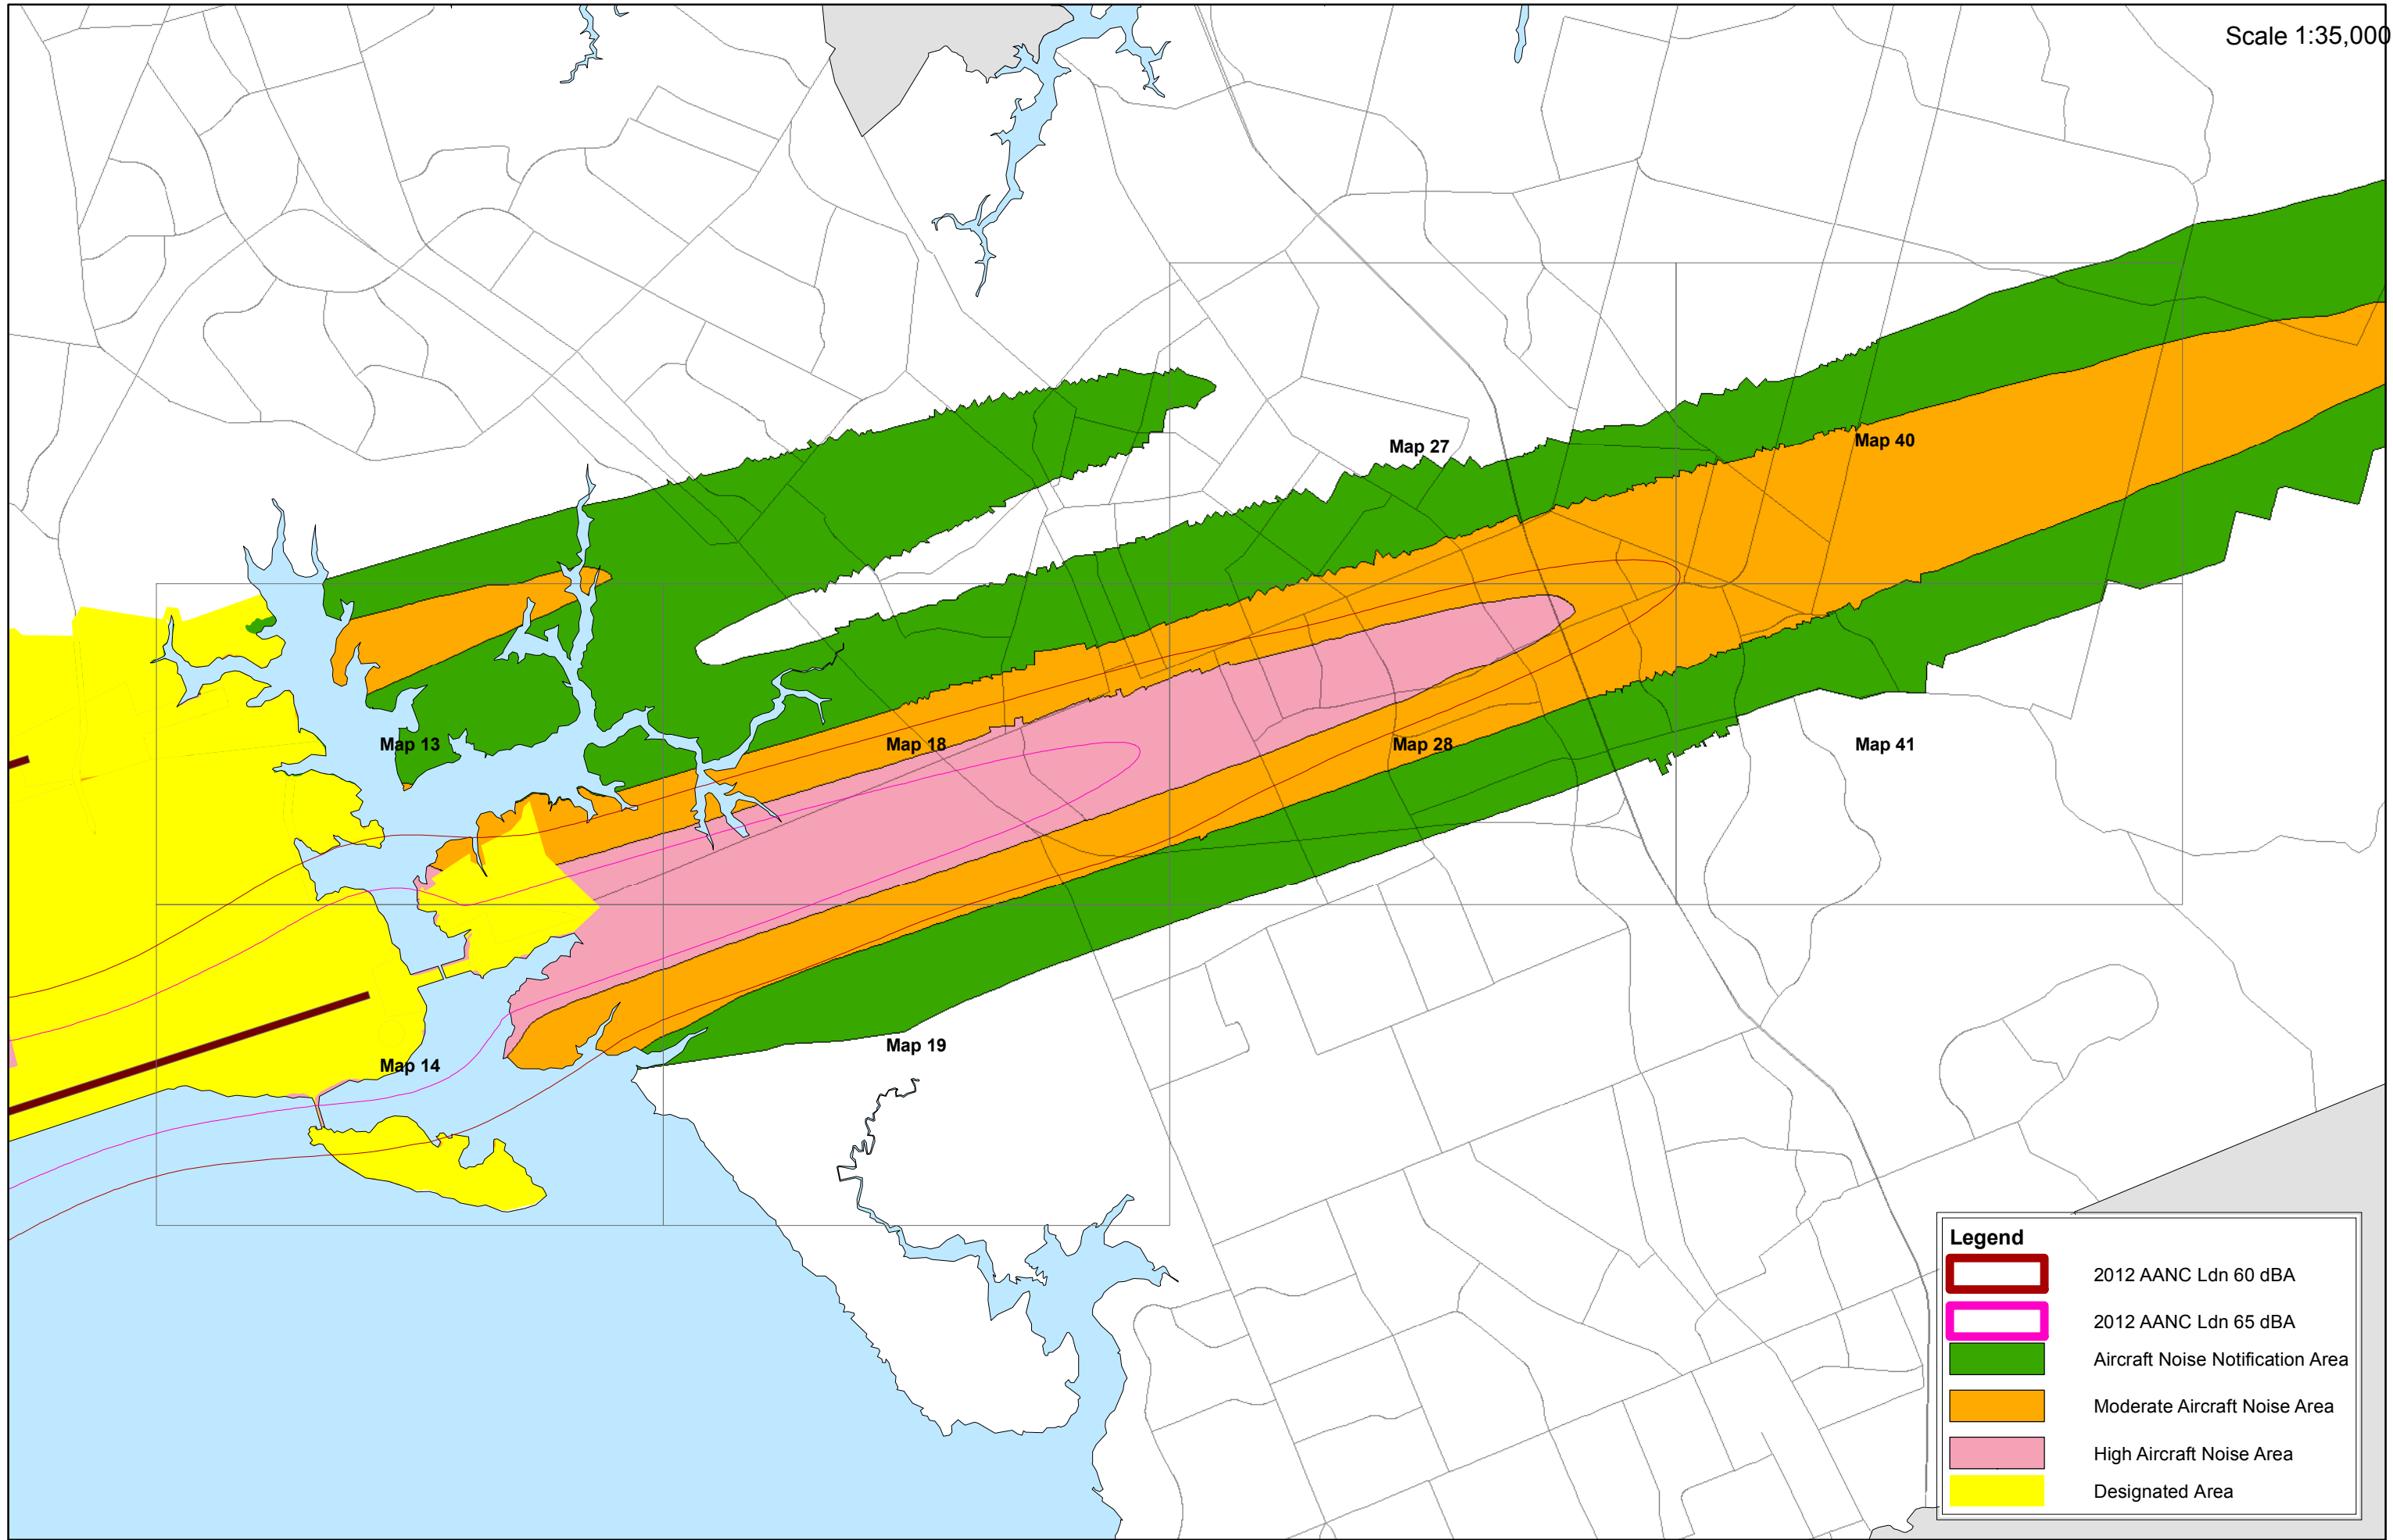 Scale 1:35,000
Map 27
Map 40
Map 13
Map 18
Map 28
Map 41
Map 14
Map 19
Legend
2012 AANC Ldn 60 dBA
2012 AANC Ldn 65 dBA
Aircraft Noise Notification Area
Moderate Aircraft Noise Area
High Aircraft Noise Area
Designated Area